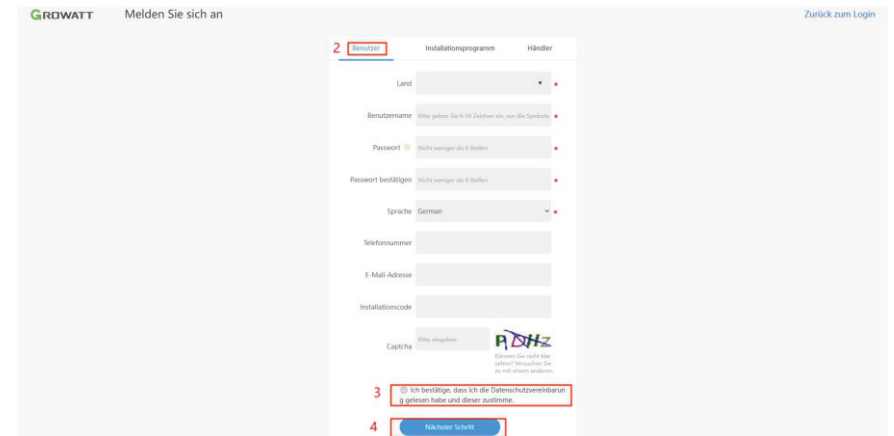 GROWATT Melden Sie sich an Zurück zum Login
2 Benutzer Installationsprogramm Händler
Land
Benutzername Bitte geben Sie 6-30 Zeichen ein, nur die Symbole
Passwort Nicht weniger als 6 Stellen
Passwort bestätigen Nicht weniger als 6 Stellen
Sprache German
Telefonnummer
E-Mail-Adresse
Installationscode
Captcha Bitte eingeben
Können Sie nicht klar
sehen? Versuchen Sie
es mit einem anderen.
3 Ich bestätige, dass ich die Datenschutzvereinbarun
g gelesen habe und dieser zustimme.
4 Nächster Schritt